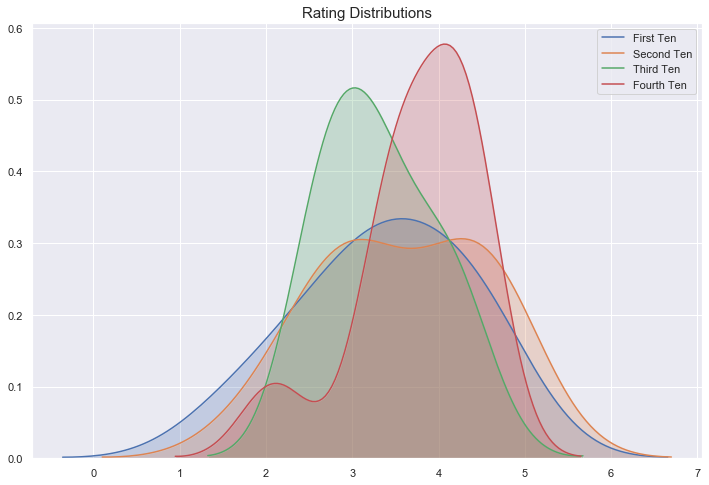 Rating Distributions
First Ten
Second Ten
Third Ten
Fourth Ten
0.6
0.5
0.4
0.3
0.2
0.1
0.0
0 1 2 3 4 5 6 7